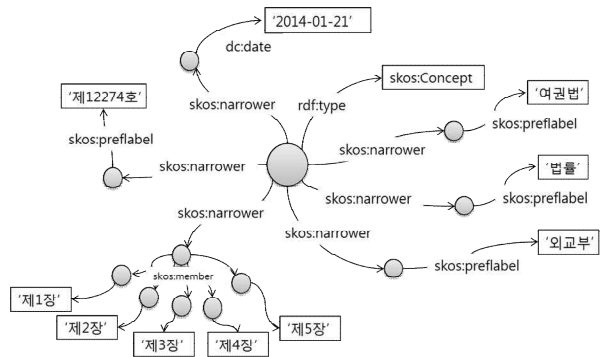 '2014-01-21'
dc:date
skos:Concept
'제12274호'
skos:narrower
rdf:type
'여권법'
skos:preflabel
skos:preflabel
skos:narrower
skos:narrower
'법률'
skos:narrower
skos:preflabel
skos:narrower
skos:narrower
'외교부'
skos:preflabel
skos:member
'제1장'
'제2장'
'제5장'
'제3장'
'제4장'